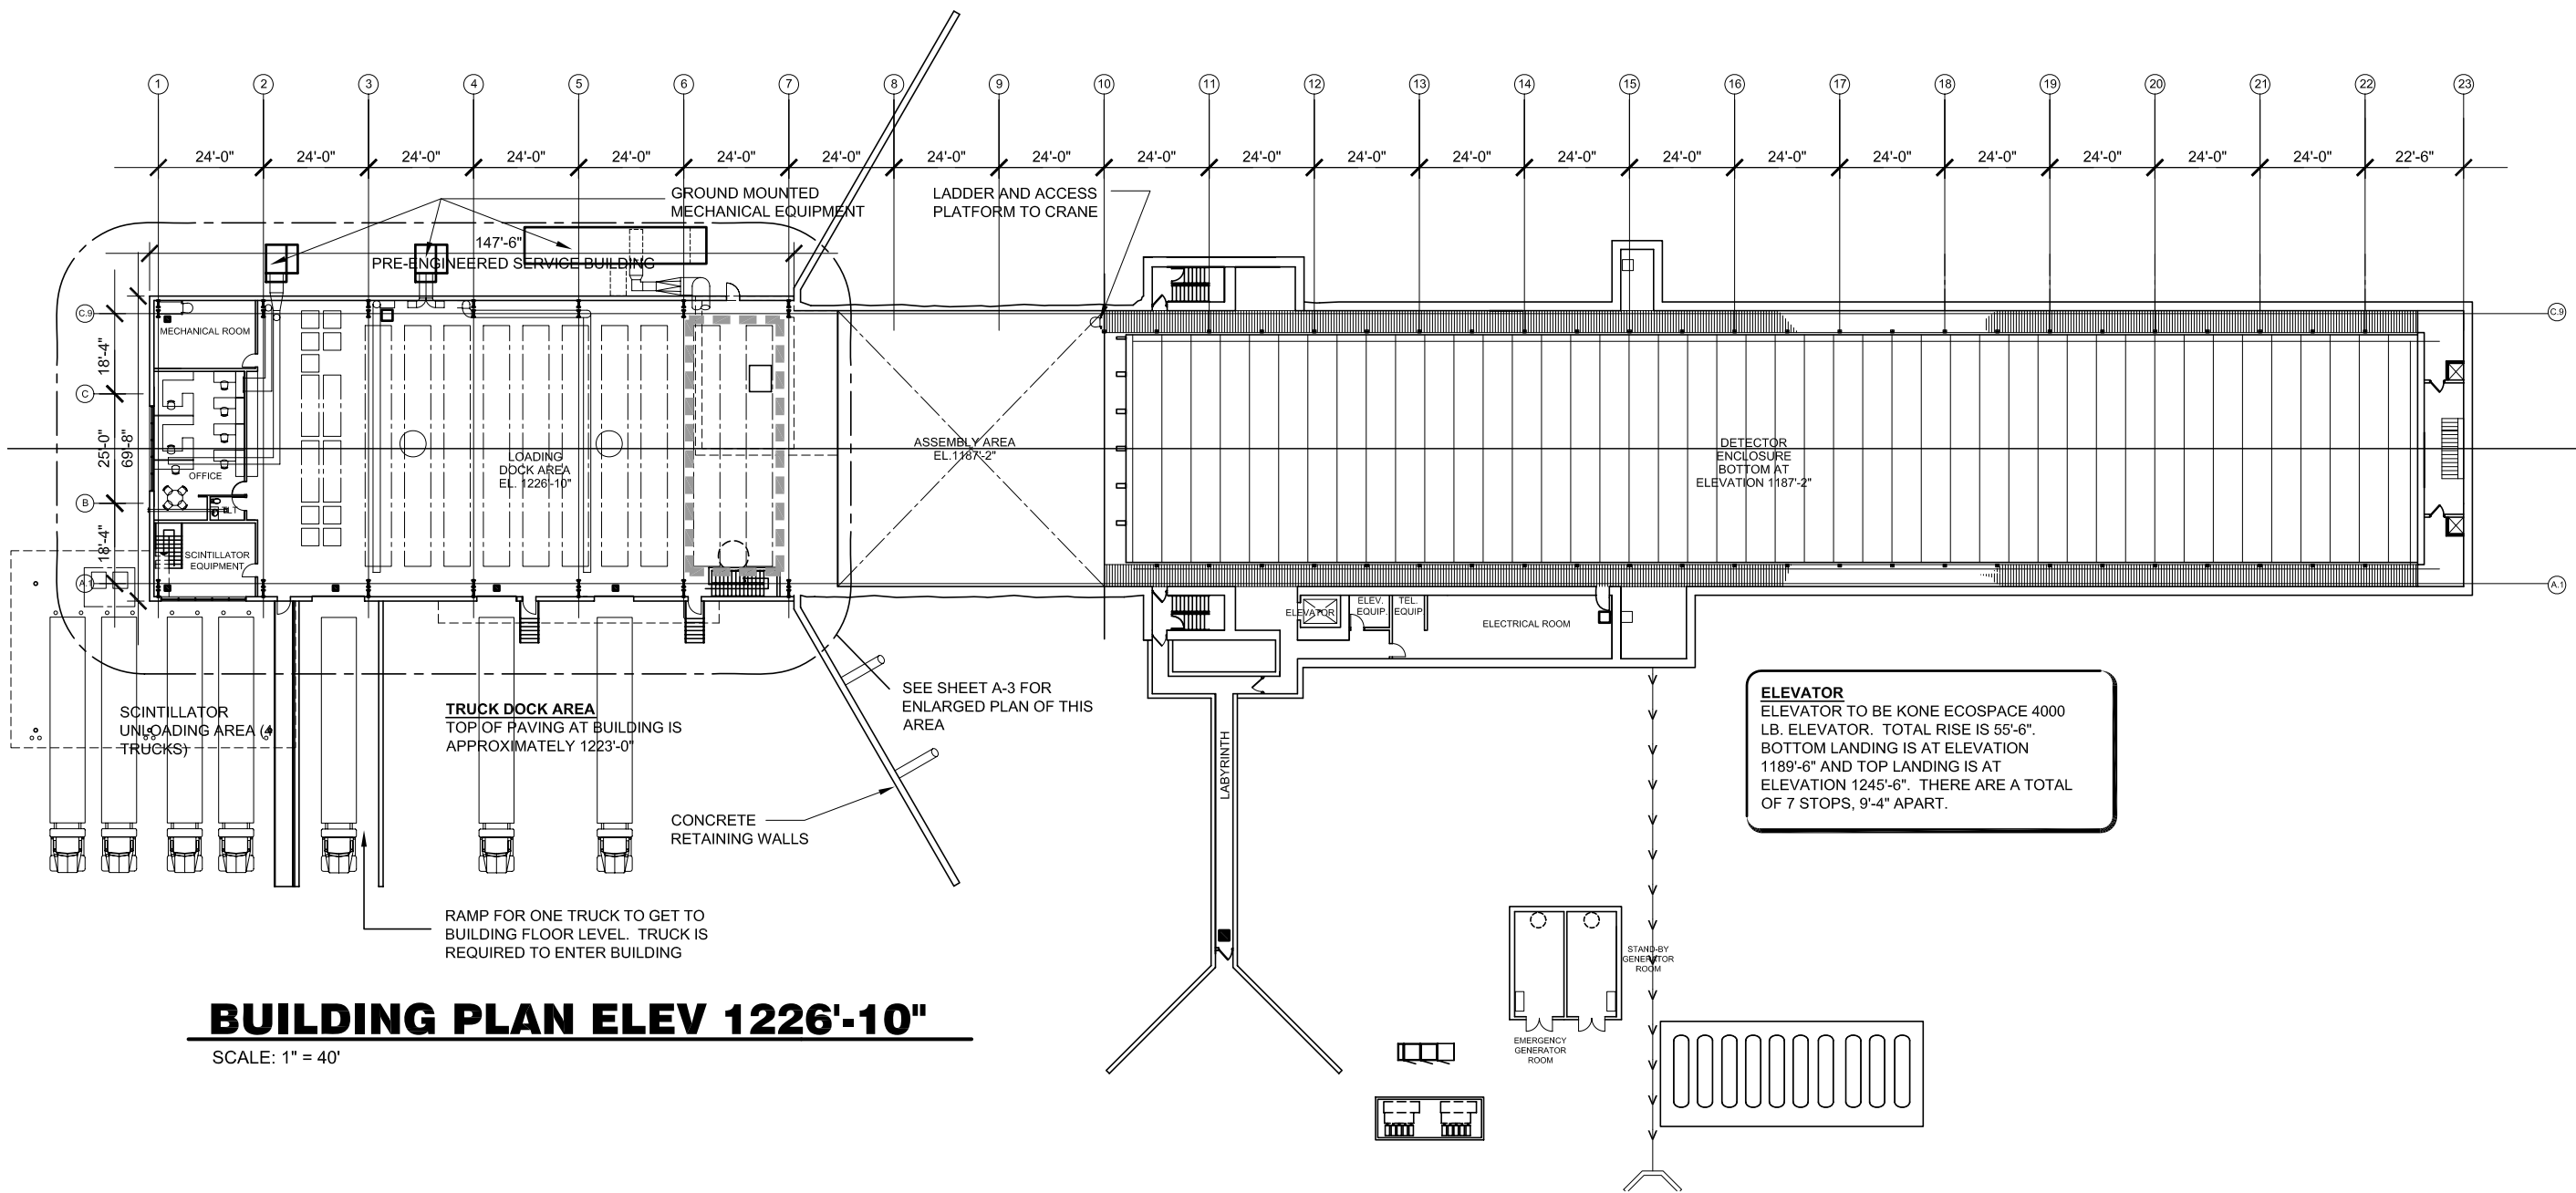 1 2 3 4 5 6 7 8 9 10 11 12 13 14 15 16 17 18 19 20 21 22 23
24'-0" 24'-0" 24'-0" 24'-0" 24'-0" 24'-0" 24'-0" 24'-0" 24'-0" 24'-0" 24'-0" 24'-0" 24'-0" 24'-0" 24'-0" 24'-0" 24'-0" 24'-0" 24'-0" 24'-0" 24'-0" 22'-6"
GROUND MOUNTED
MECHANICAL EQUIPMENT
LADDER AND ACCESS
PLATFORM TO CRANE
147'-6"
PRE-ENGINEERED SERVICE BUILDING
C.9
C
B
A.1
18'-4"
25'-0"
69'-8"
18'-4"
C.9
A.1
MECHANICAL ROOM
OFFICE
SCINTILLATOR
EQUIPMENT
LOADING
DOCK AREA
EL. 1226'-10"
ASSEMBLY AREA
EL.1187'-2"
DETECTOR
ENCLOSURE
BOTTOM AT
ELEVATION 1187'-2"
ELEVATOR
ELEV.
EQUIP.
TEL.
EQUIP.
ELECTRICAL ROOM
SCINTILLATOR
UNLOADING AREA (4
TRUCKS)
TRUCK DOCK AREA
TOP OF PAVING AT BUILDING IS
APPROXIMATELY 1223'-0"
SEE SHEET A-3 FOR
ENLARGED PLAN OF THIS
AREA
CONCRETE
RETAINING WALLS
LABYRINTH
ELEVATOR
ELEVATOR TO BE KONE ECOSPACE 4000
LB. ELEVATOR. TOTAL RISE IS 55'-6".
BOTTOM LANDING IS AT ELEVATION
1189'-6" AND TOP LANDING IS AT
ELEVATION 1245'-6". THERE ARE A TOTAL
OF 7 STOPS, 9'-4" APART.
RAMP FOR ONE TRUCK TO GET TO
BUILDING FLOOR LEVEL. TRUCK IS
REQUIRED TO ENTER BUILDING
STAND-BY
GENERATOR
ROOM
EMERGENCY
GENERATOR
ROOM
BUILDING PLAN ELEV 1226'-10"
SCALE: 1" = 40'